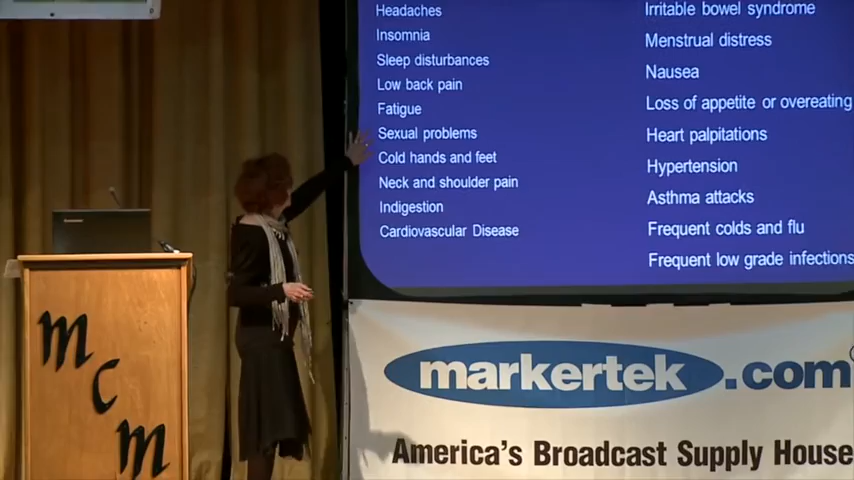 Headaches
Insomnia
Sleep disturbances
Low back pain
Fatigue
Sexual problems
Cold hands and feet
Neck and shoulder pain
Indigestion
Cardiovascular Disease
Irritable bowel syndrome
Menstrual distress
Nausea
Loss of appetite or overeating
Heart palpitations
Hypertension
Asthma attacks
Frequent colds and flu
Frequent low grade infections
mcm
markertek.com®
America's Broadcast Supply House